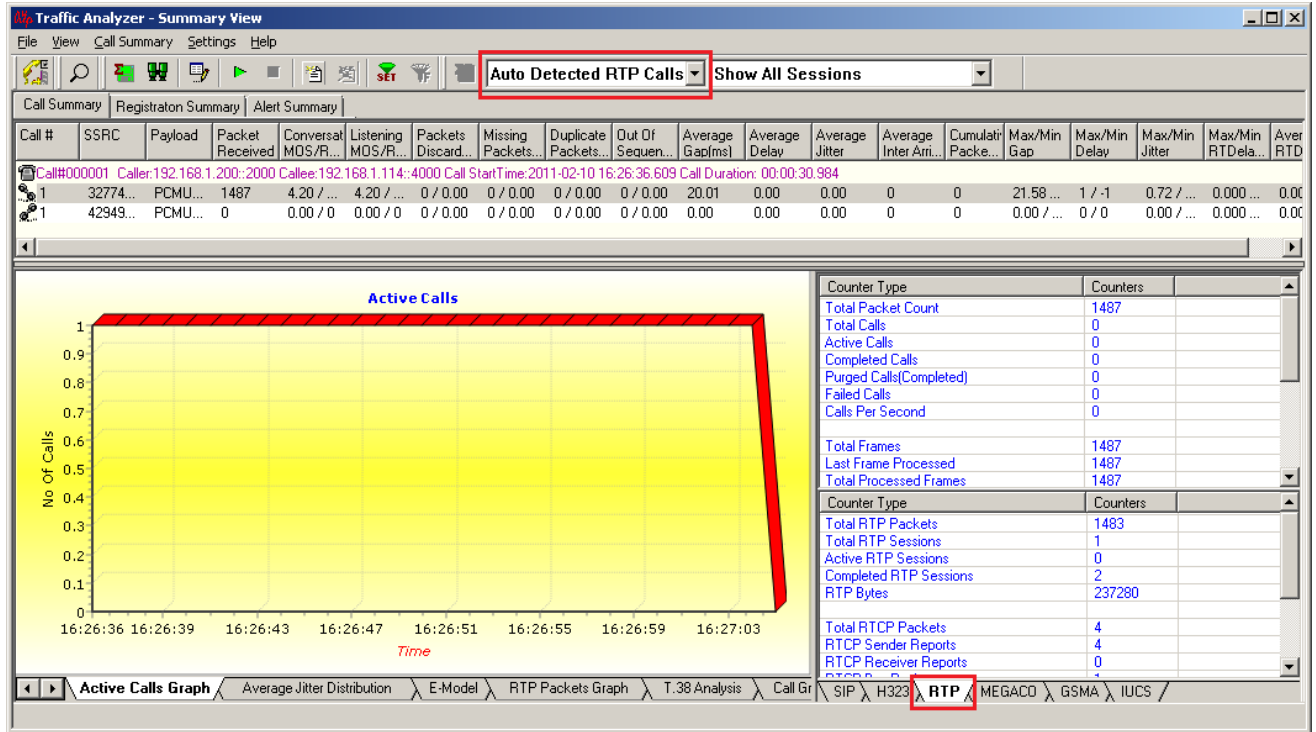 Traffic Analyzer - Summary View
File View Call Summary Settings Help
SET Auto Detected RTP Calls Show All Sessions
Call Summary Registraton Summary Alert Summary
Call # SSRC Payload Packet Received Conversat MOS/R... Listening MOS/R... Packets Discard... Missing Packets... Duplicate Packets... Out Of Sequen... Average Gap(ms) Average Delay Average Jitter Average Inter Arri... Cumulati Packe... Max/Min Gap Max/Min Delay Max/Min Jitter Max/Min RTDela... Aver RTD
Call#000001 Caller:192.168.1.200::2000 Callee:192.168.1.114::4000 Call StartTime:2011-02-10 16:26:36.609 Call Duration: 00:00:30.984
1 32774... PCMU... 1487 4.20 / ... 4.20 / ... 0 / 0.00 0 / 0.00 0 / 0.00 0 / 0.00 20.01 0.00 0.00 0 0 21.58 ... 1 / -1 0.72 / ... 0.000 ... 0.00
1 42949... PCMU... 0 0.00 / 0 0.00 / 0 0 / 0.00 0 / 0.00 0 / 0.00 0 / 0.00 0.00 0.00 0.00 0 0 0.00 / ... 0 / 0 0.00 / ... 0.000 ... 0.00
Active Calls
No Of Calls
1
0.9
0.8
0.7
0.6
0.5
0.4
0.3
0.2
0.1
0
16:26:36 16:26:39 16:26:43 16:26:47 16:26:51 16:26:55 16:26:59 16:27:03
Time
Active Calls Graph Average Jitter Distribution E-Model RTP Packets Graph T.38 Analysis Call Gr
Counter Type Counters
Total Packet Count 1487
Total Calls 0
Active Calls 0
Completed Calls 0
Purged Calls(Completed) 0
Failed Calls 0
Calls Per Second 0
Total Frames 1487
Last Frame Processed 1487
Total Processed Frames 1487
Counter Type Counters
Total RTP Packets 1483
Total RTP Sessions 1
Active RTP Sessions 0
Completed RTP Sessions 2
RTP Bytes 237280
Total RTCP Packets 4
RTCP Sender Reports 4
RTCP Receiver Reports 0
SIP H323 RTP MEGACO GSMA IUCS